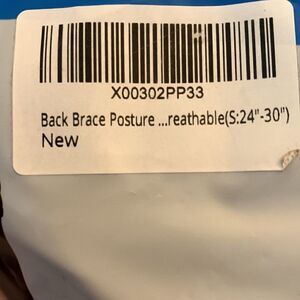 X00302PP33
Back Brace Posture ...reathable(S:24"-30")
New